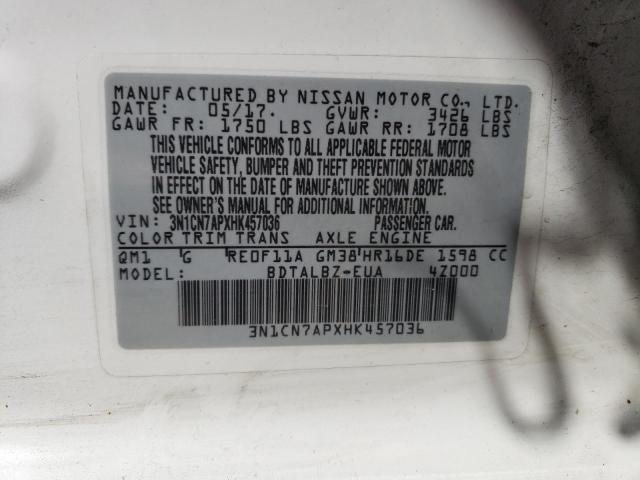 MANUFACTURED BY NISSAN MOTOR CO., LTD.
DATE: 05/17. GVWR: 3426 LBS
GAWR FR: 1750 LBS GAWR RR: 1708 LBS
THIS VEHICLE CONFORMS TO ALL APPLICABLE FEDERAL MOTOR
VEHICLE SAFETY, BUMPER AND THEFT PREVENTION STANDARDS
IN EFFECT ON THE DATE OF MANUFACTURE SHOWN ABOVE.
SEE OWNER'S MANUAL FOR ADDITIONAL INFORMATION.
VIN: 3N1CN7APXHK457036 PASSENGER CAR.
COLOR TRIM TRANS AXLE ENGINE
QM1 G RE0F11A GM38 HR16DE 1598 CC
MODEL: BDTALBZ-EUA 4Z000
3N1CN7APXHK457036